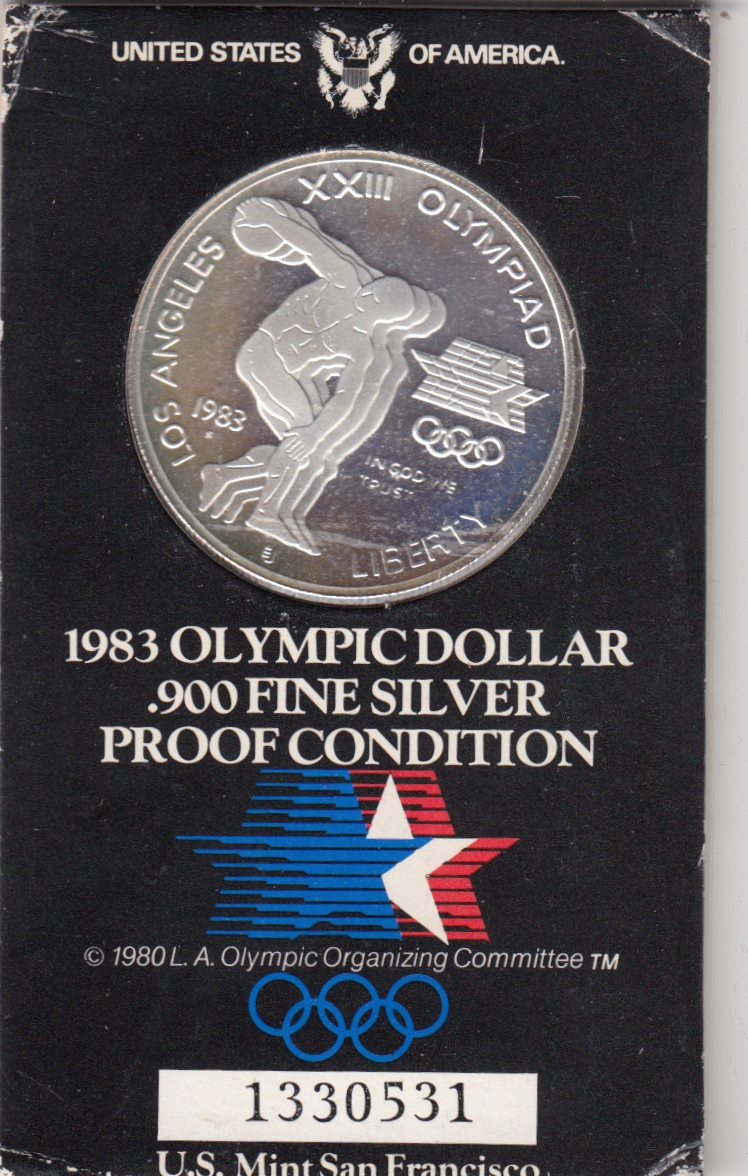 UNITED STATES OF AMERICA.
XXIII OLYMPIAD
LOS ANGELES
1983
S
IN GOD WE
TRUST
EJ
LIBERTY
1983 OLYMPIC DOLLAR
.900 FINE SILVER
PROOF CONDITION
© 1980 L. A. Olympic Organizing Committee TM
1330531
U.S. Mint San Francisco